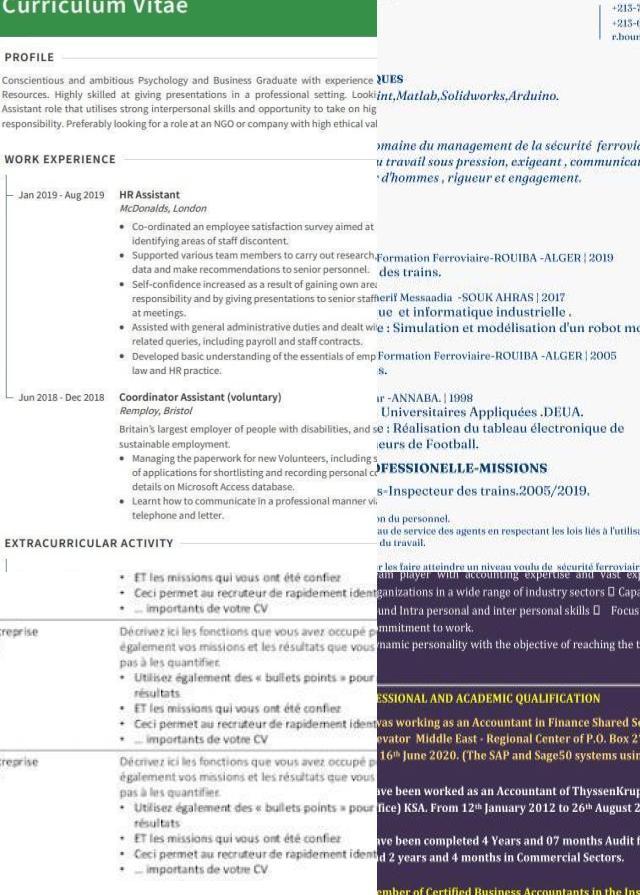 Curriculum Vitae
PROFILE
Conscientious and ambitious Psychology and Business Graduate with experience
Resources. Highly skilled at giving presentations in a professional setting. Looki
Assistant role that utilises strong interpersonal skills and opportunity to take on hig
responsibility. Preferably looking for a role at an NGO or company with high ethical val
WORK EXPERIENCE
Jan 2019 - Aug 2019 HR Assistant
McDonalds, London
• Co-ordinated an employee satisfaction survey aimed at
identifying areas of staff discontent.
• Supported various team members to carry out research,
data and make recommendations to senior personnel.
• Self-confidence increased as a result of gaining own area
responsibility and by giving presentations to senior staff
at meetings.
• Assisted with general administrative duties and dealt wi
related queries, including payroll and staff contracts.
• Developed basic understanding of the essentials of emp
law and HR practice.
Jun 2018 - Dec 2018 Coordinator Assistant (voluntary)
Remploy, Bristol
Britain's largest employer of people with disabilities, and
sustainable employment.
• Managing the paperwork for new Volunteers, including s
of applications for shortlisting and recording personal co
details on Microsoft Access database.
• Learnt how to communicate in a professional manner vi
telephone and letter.
EXTRACURRICULAR ACTIVITY
• ET les missions qui vous ont été confiez
• Ceci permet au recruteur de rapidement ident
• ... importants de votre CV
reprise Décrivez ici les fonctions que vous avez occupé p
également vos missions et les résultats que vous
pas à les quantifier.
• Utilisez également des « bullets points » pour
résultats
• ET les missions qui vous ont été confiez
• Ceci permet au recruteur de rapidement ident
• ... importants de votre CV
reprise Décrivez ici les fonctions que vous avez occupé p
également vos missions et les résultats que vous
pas à les quantifier.
• Utilisez également des « bullets points » pour
résultats
• ET les missions qui vous ont été confiez
• Ceci permet au recruteur de rapidement ident
• ... importants de votre CV
+213-7
+213-6
r.bour
QUES
int,Matlab,Solidworks,Arduino.
omaine du management de la sécurité ferrovia
u travail sous pression, exigeant , communica
r d'hommes , rigueur et engagement.
Formation Ferroviaire-ROUIBA -ALGER | 2019
des trains.
herif Messaadia -SOUK AHRAS | 2017
ue et informatique industrielle .
e : Simulation et modélisation d'un robot mo
Formation Ferroviaire-ROUIBA -ALGER | 2005
s.
ar -ANNABA. | 1998
Universitaires Appliquées .DEUA.
se : Réalisation du tableau électronique de
eurs de Football.
OFESSIONELLE-MISSIONS
s-Inspecteur des trains.2005/2019.
on du personnel.
au de service des agents en respectant les lois liés à l'utilisa
du travail.
r les faire atteindre un niveau voulu de sécurité ferroviair
am player with accounting expertise and vast exp
ganizations in a wide range of industry sectors Capa
und Intra personal and inter personal skills Focus
mmitment to work.
namic personality with the objective of reaching the t
ESSIONAL AND ACADEMIC QUALIFICATION
was working as an Accountant in Finance Shared Se
evator Middle East - Regional Center of P.O. Box 27
16th June 2020. (The SAP and Sage50 systems usin
ve been worked as an Accountant of ThyssenKrup
fice) KSA. From 12th January 2012 to 26th August 2
ve been completed 4 Years and 07 months Audit f
d 2 years and 4 months in Commercial Sectors.
ember of Certified Business Accountants in the Ins